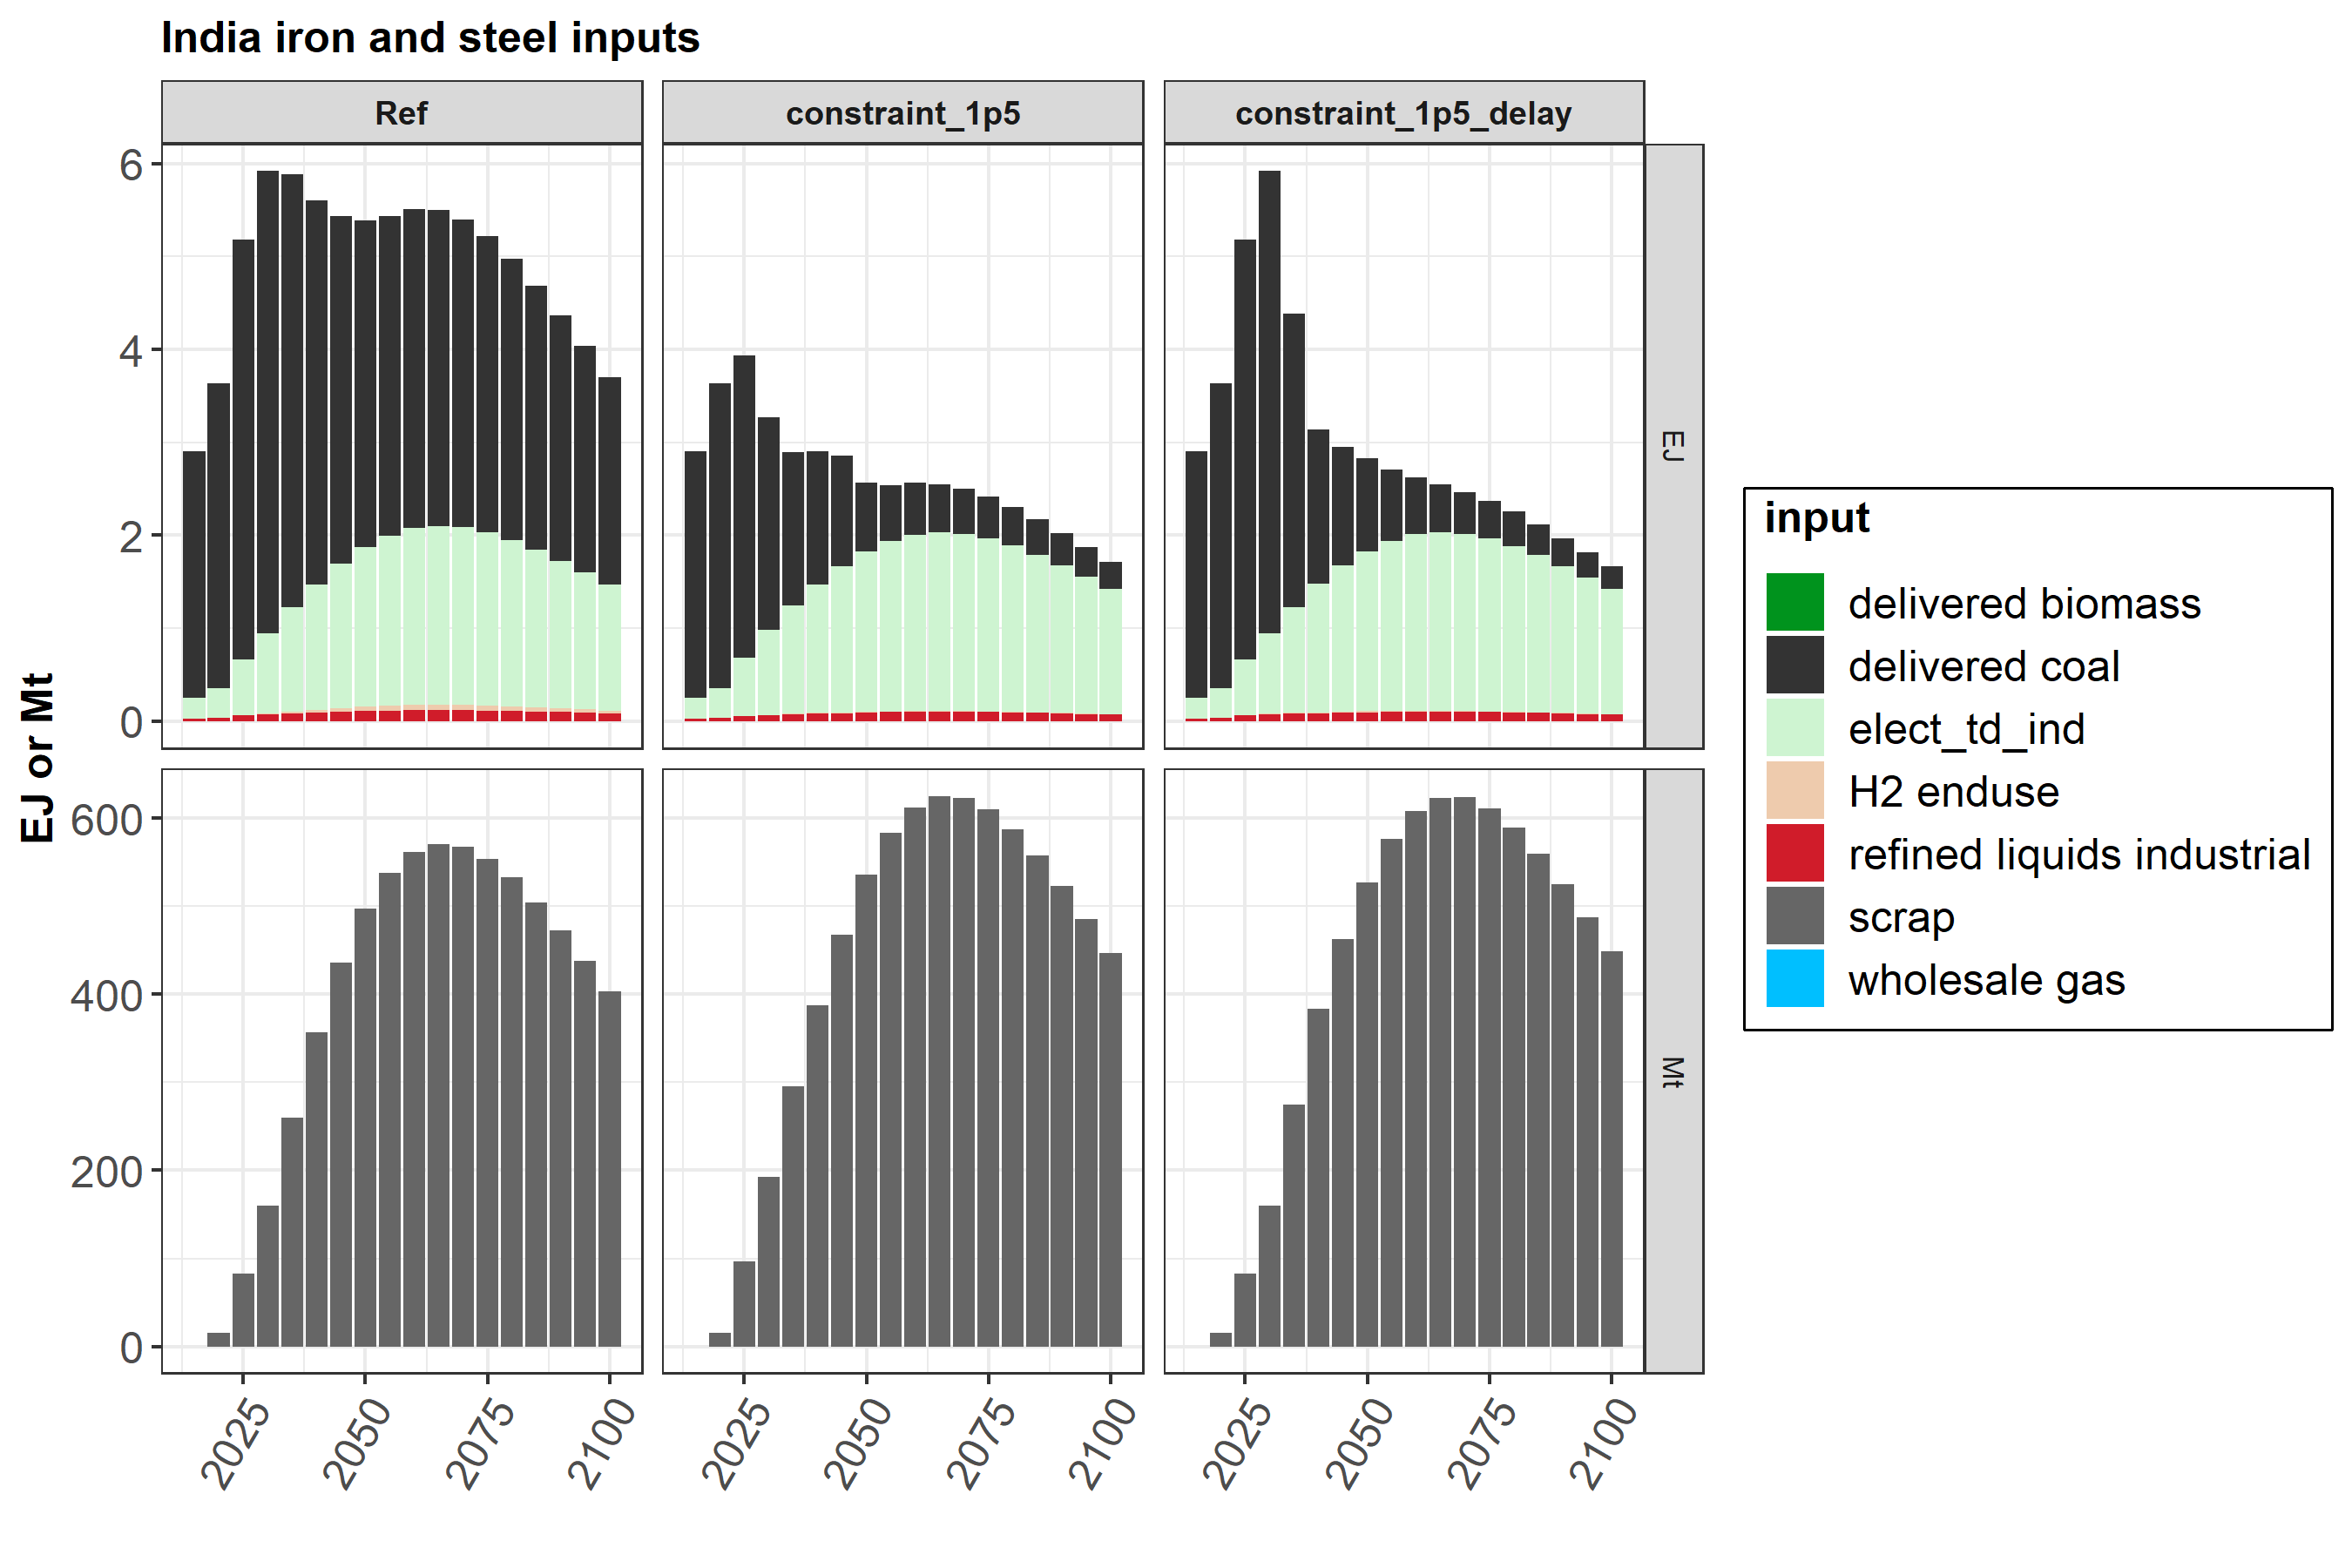 India iron and steel inputs
Ref
constraint_1p5
constraint_1p5_delay
EJ or Mt
6
4
2
0
EJ
600
400
200
0
Mt
2025
2050
2075
2100
2025
2050
2075
2100
2025
2050
2075
2100
input
delivered biomass
delivered coal
elect_td_ind
H2 enduse
refined liquids industrial
scrap
wholesale gas